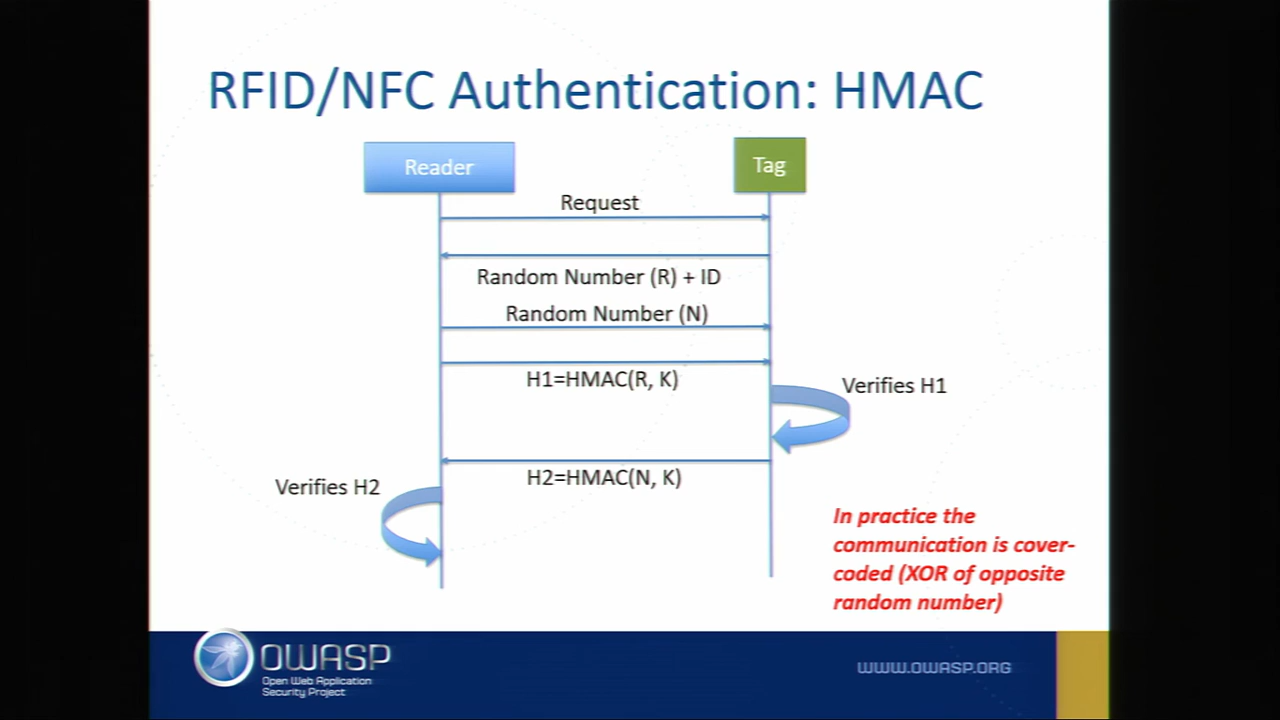 RFID/NFC Authentication: HMAC
Reader
Tag
Request
Random Number (R) + ID
Random Number (N)
H1=HMAC(R, K)
Verifies H1
H2=HMAC(N, K)
Verifies H2
In practice the
communication is cover-
coded (XOR of opposite
random number)
OWASP
Open Web Application
Security Project
WWW.OWASP.ORG